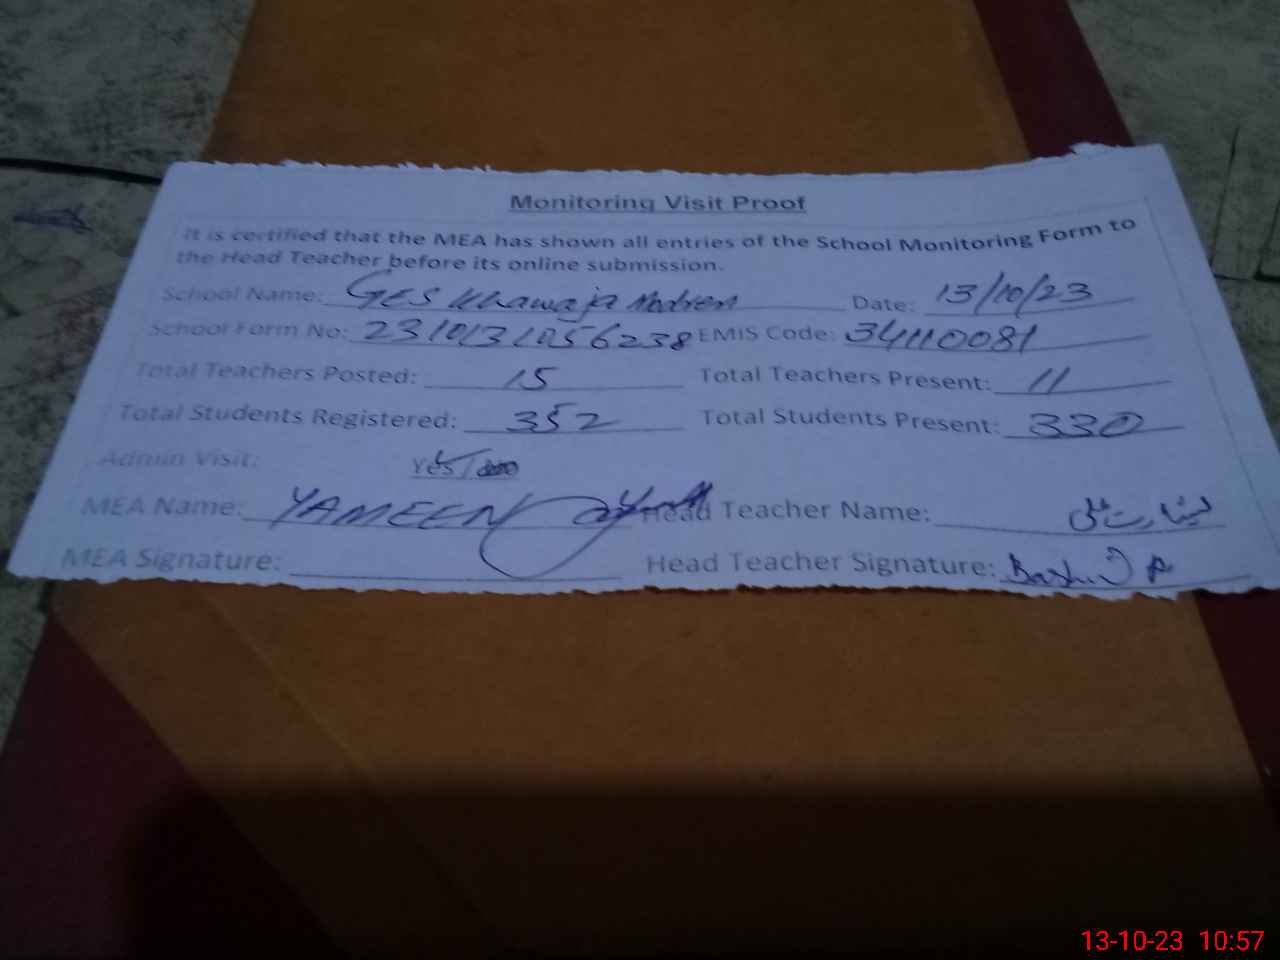 Monitoring Visit Proof
It is certified that the MEA has shown all entries of the School Monitoring Form to
the Head Teacher before its online submission.
School Name: GES Khawaja Date: 13/10/23
School Form No: 2310131056238 EMIS Code: 34110081
Total Teachers Posted: 15 Total Teachers Present: 11
Total Students Registered: 352 Total Students Present: 330
Admin Visit: Yes/
MEA Name: YAMEEN Head Teacher Name:
MEA Signature: Head Teacher Signature:
13-10-23 10:57